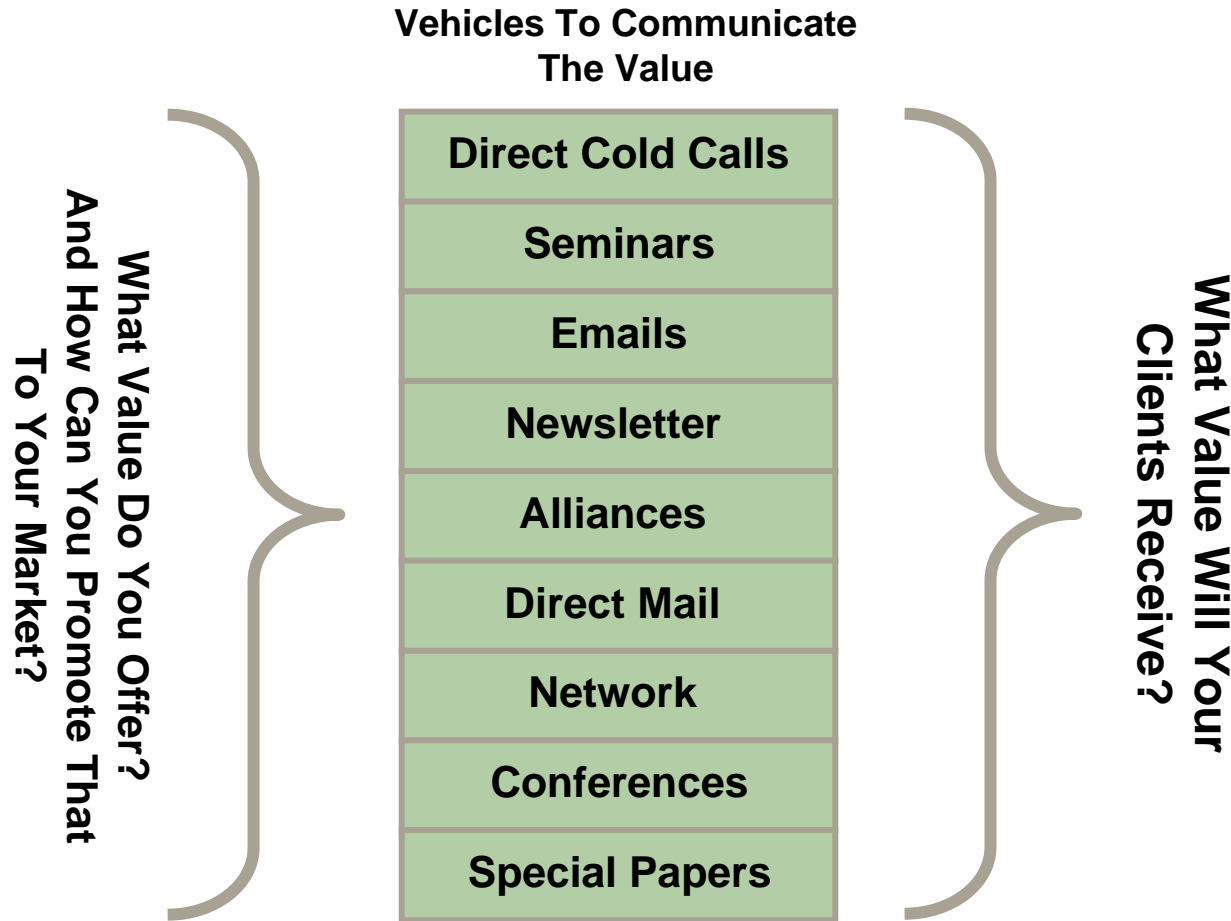 Vehicles To Communicate
The Value
What Value Do You Offer?
And How Can You Promote That
To Your Market?
Direct Cold Calls
Seminars
Emails
Newsletter
Alliances
Direct Mail
Network
Conferences
Special Papers
What Value Will Your
Clients Receive?